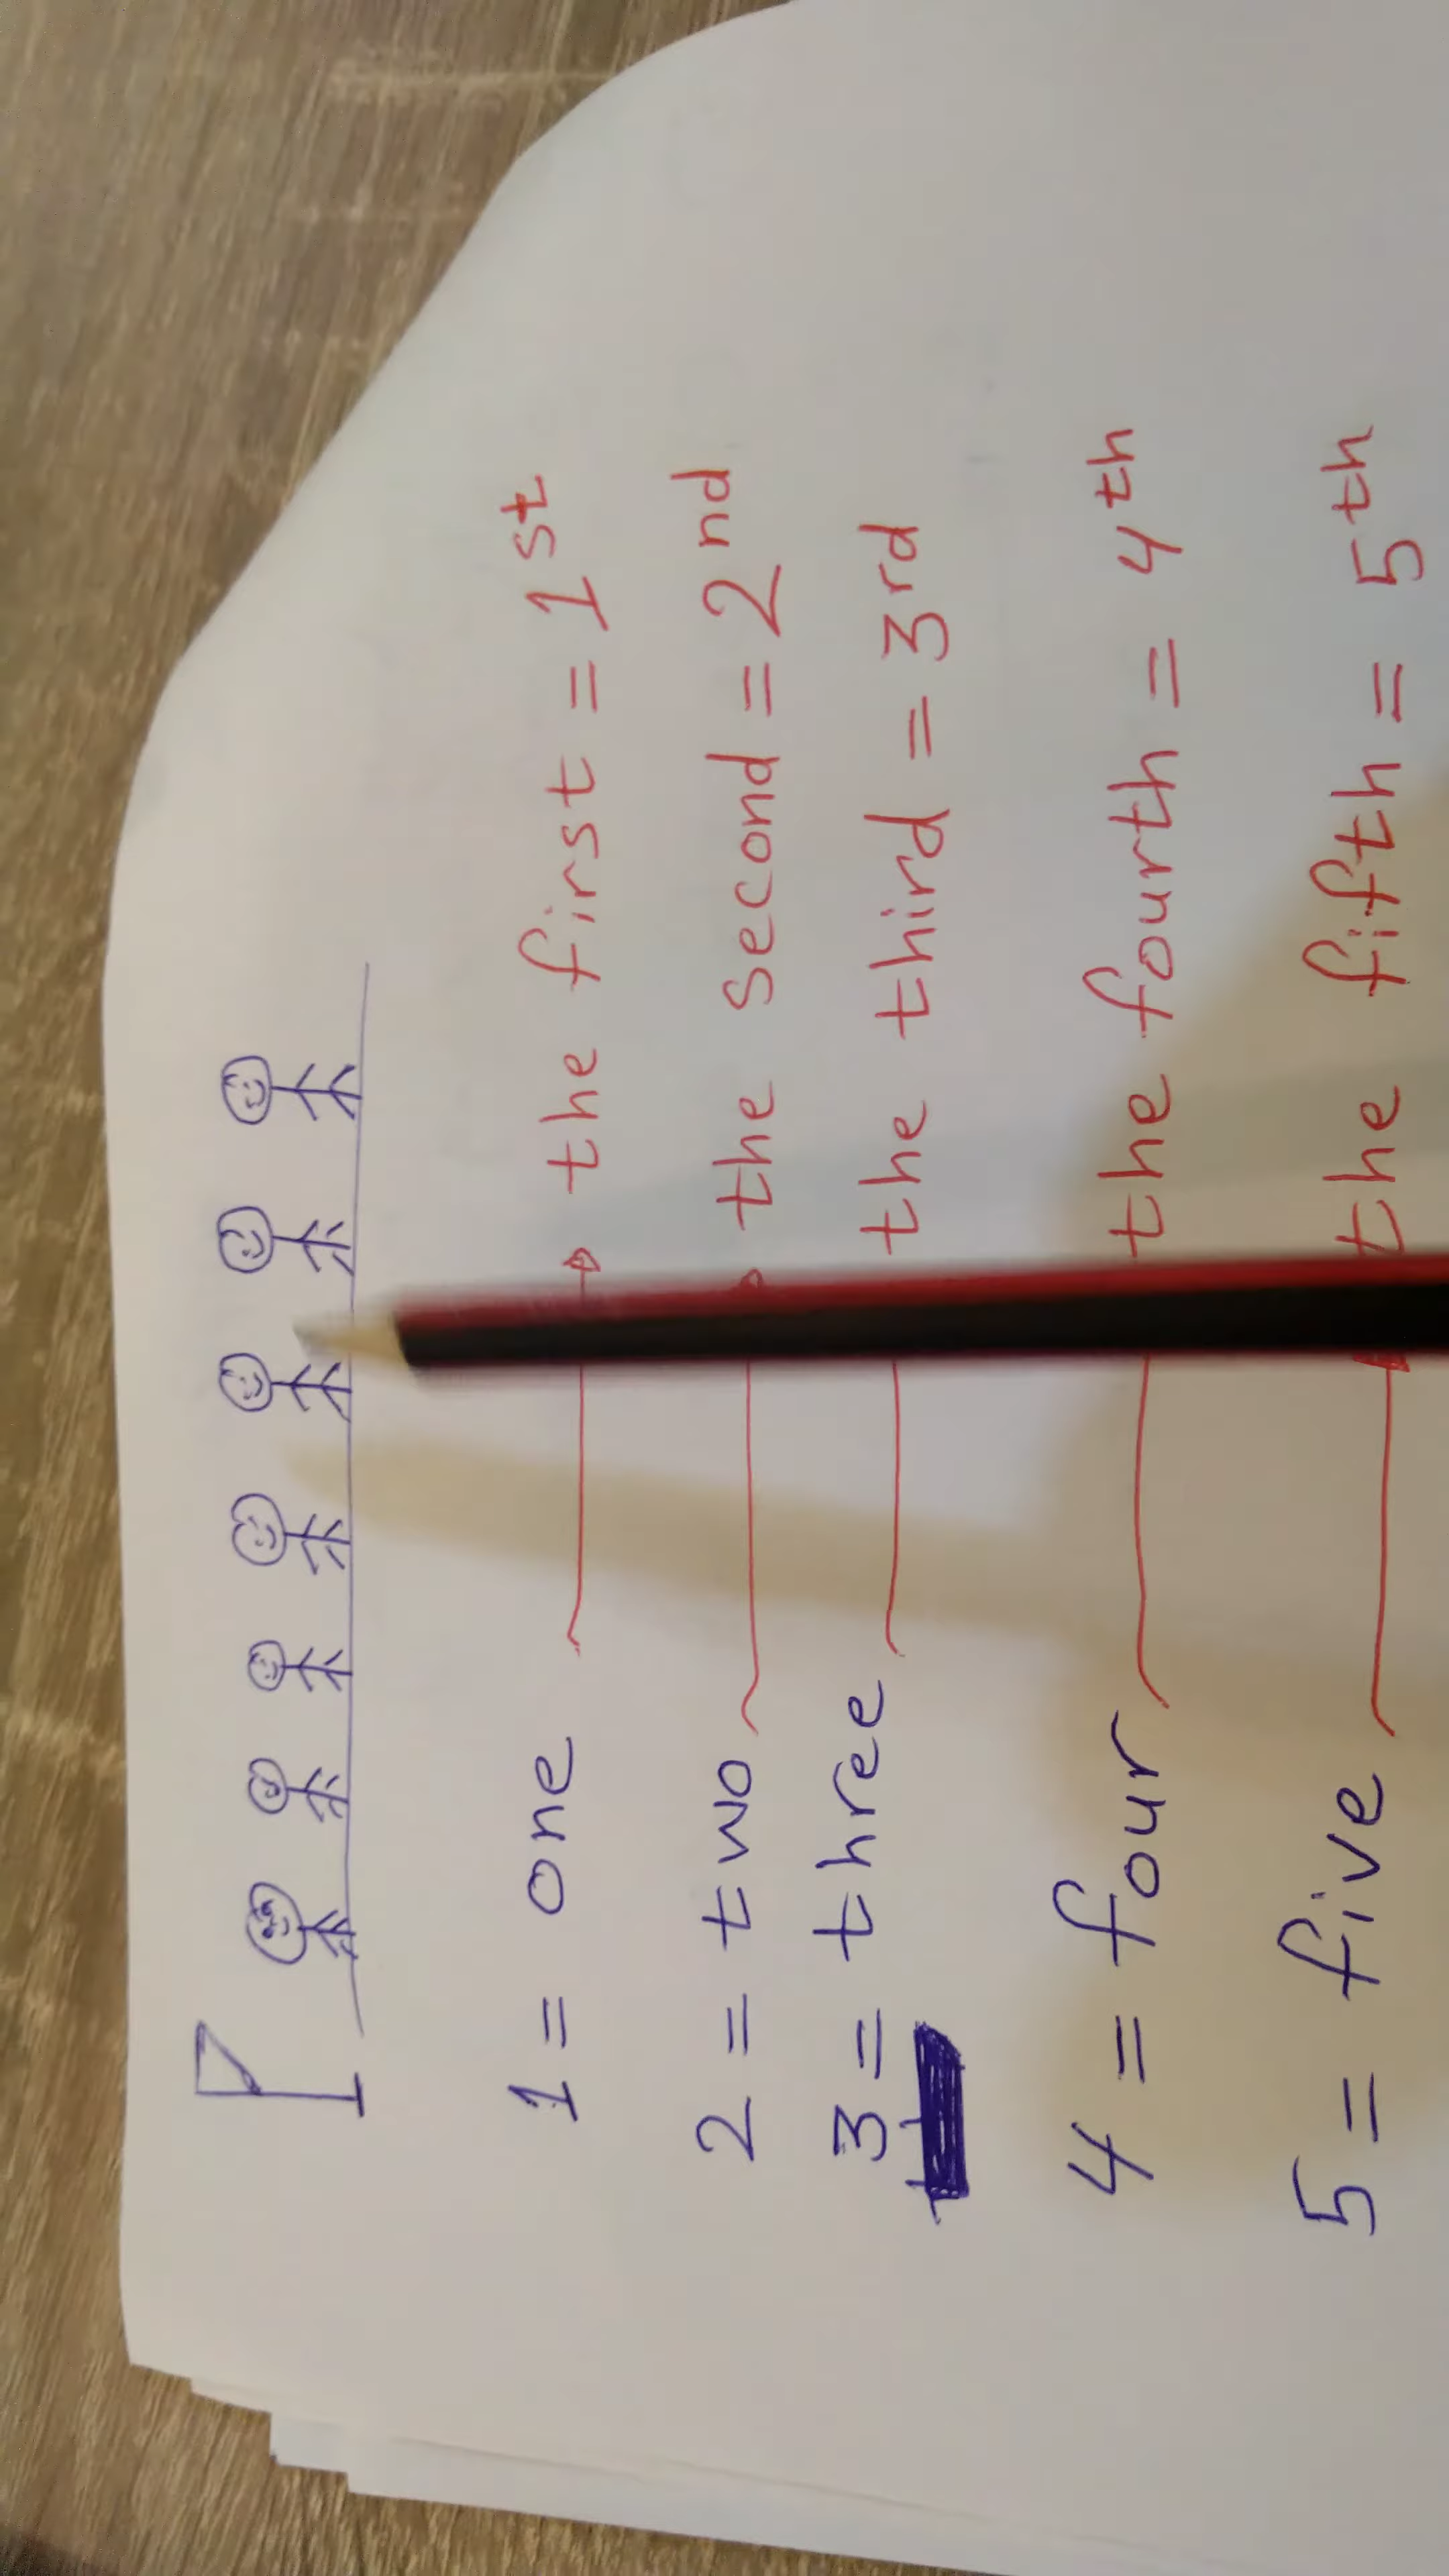 1 = one the first = 1st
2 = two the second = 2nd
3 = three the third = 3rd
4 = four the fourth = 4th
5 = five the fifth = 5th